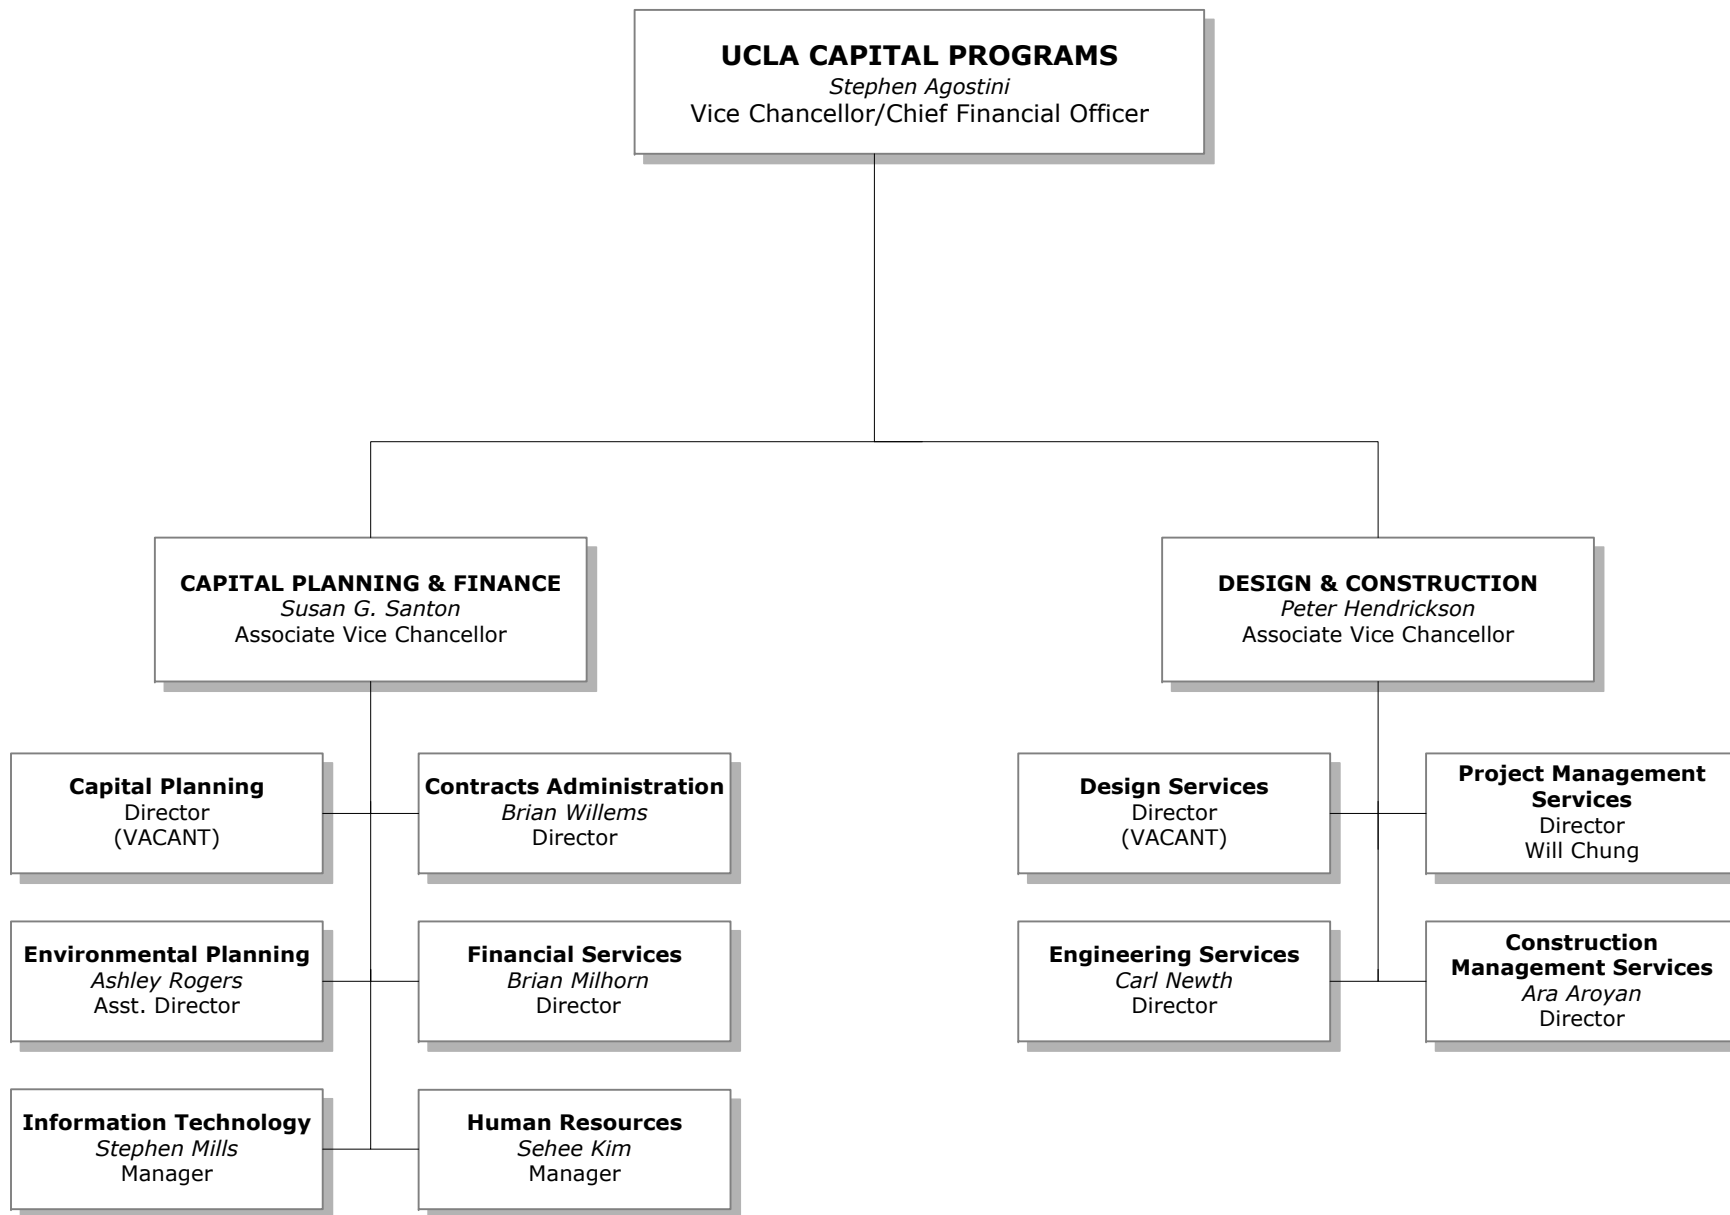 UCLA CAPITAL PROGRAMS
Stephen Agostini
Vice Chancellor/Chief Financial Officer
CAPITAL PLANNING & FINANCE
Susan G. Santon
Associate Vice Chancellor
DESIGN & CONSTRUCTION
Peter Hendrickson
Associate Vice Chancellor
Capital Planning
Director
(VACANT)
Contracts Administration
Brian Willems
Director
Design Services
Director
(VACANT)
Project Management
Services
Director
Will Chung
Environmental Planning
Ashley Rogers
Asst. Director
Financial Services
Brian Milhorn
Director
Engineering Services
Carl Newth
Director
Construction
Management Services
Ara Aroyan
Director
Information Technology
Stephen Mills
Manager
Human Resources
Sehee Kim
Manager